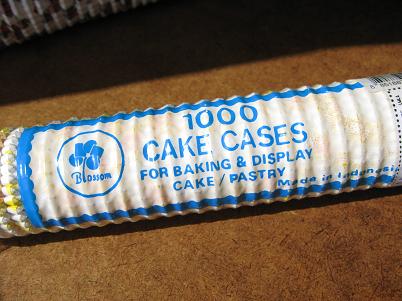 1000
CAKE CASES
FOR BAKING & DISPLAY
CAKE / PASTRY
Made in Indonesia
Blossom